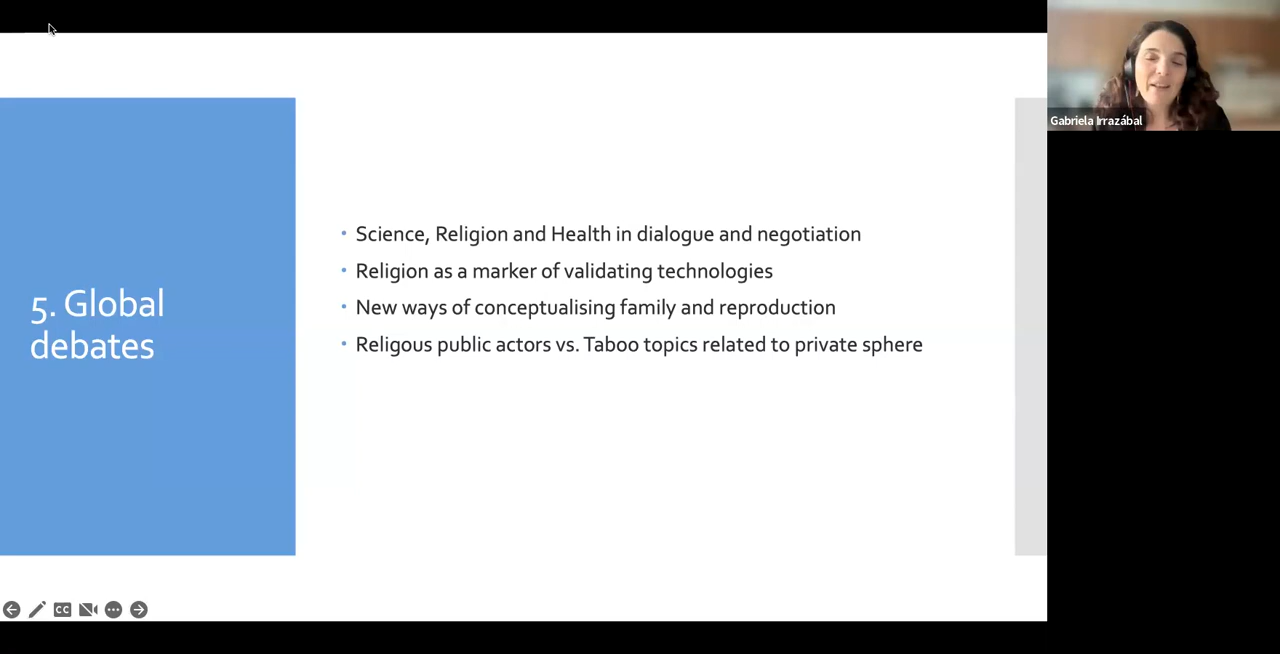 5. Global
debates
• Science, Religion and Health in dialogue and negotiation
• Religion as a marker of validating technologies
• New ways of conceptualising family and reproduction
• Religous public actors vs. Taboo topics related to private sphere
Gabriela Irrazábal
CC